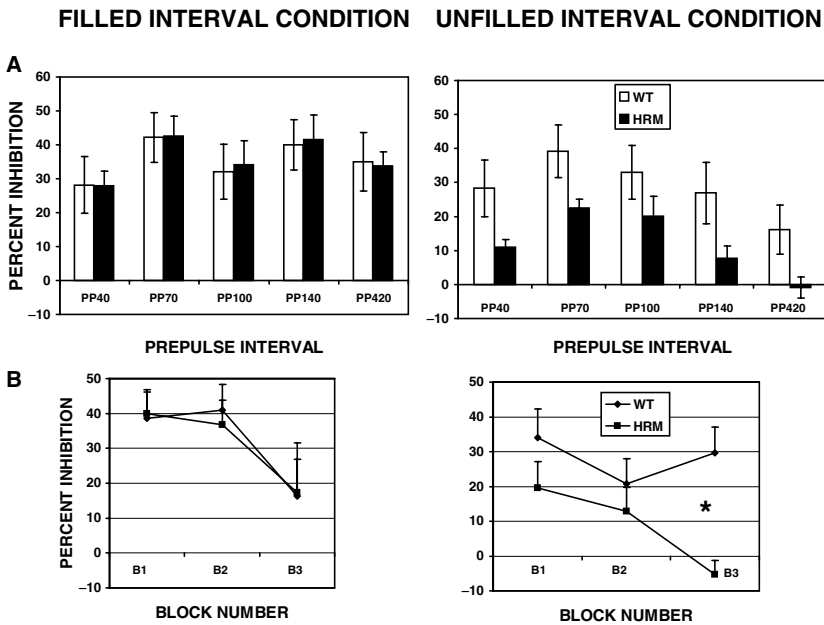 FILLED INTERVAL CONDITION UNFILLED INTERVAL CONDITION
A
PERCENT INHIBITION
60
50
40
30
20
10
0
−10
PP40 PP70 PP100 PP140 PP420
PREPULSE INTERVAL
60
50
40
30
20
10
0
−10
WT
HRM
PP40 PP70 PP100 PP140 PP420
PREPULSE INTERVAL
B
PERCENT INHIBITION
50
40
30
20
10
0
−10
B1 B2 B3
BLOCK NUMBER
50
40
30
20
10
0
−10
WT
HRM
*
B1 B2 B3
BLOCK NUMBER